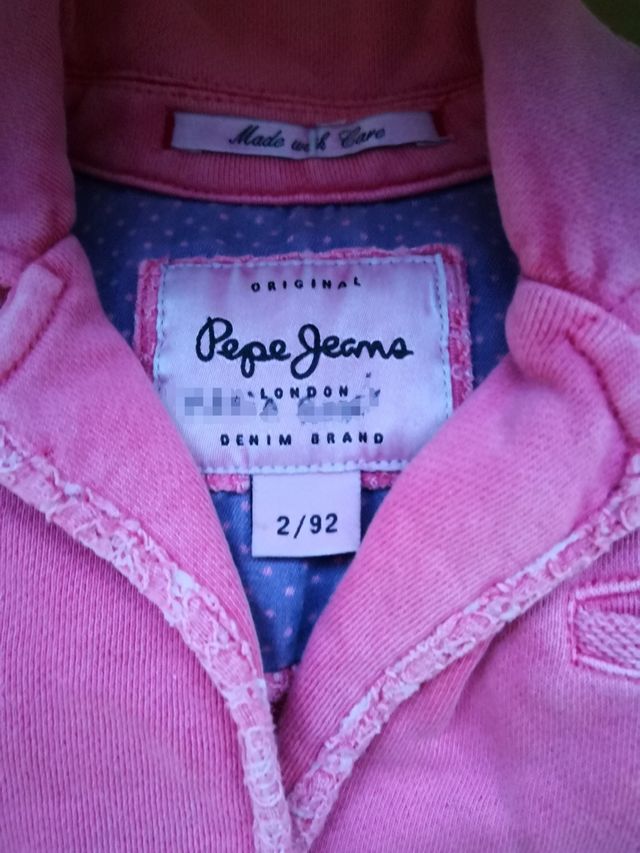 Made with Care
ORIGINAL
Pepe Jeans
LONDON
DENIM BRAND
2/92